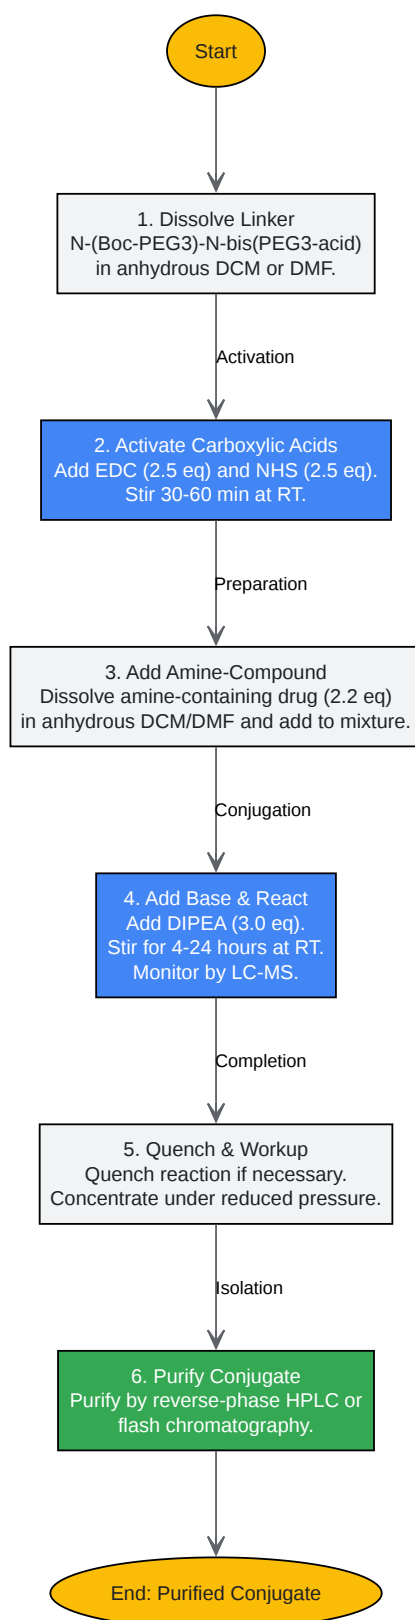 Start
1. Dissolve Linker
N-(Boc-PEG3)-N-bis(PEG3-acid)
in anhydrous DCM or DMF.
Activation
2. Activate Carboxylic Acids
Add EDC (2.5 eq) and NHS (2.5 eq).
Stir 30-60 min at RT.
Preparation
3. Add Amine-Compound
Dissolve amine-containing drug (2.2 eq)
in anhydrous DCM/DMF and add to mixture.
Conjugation
4. Add Base & React
Add DIPEA (3.0 eq).
Stir for 4-24 hours at RT.
Monitor by LC-MS.
Completion
5. Quench & Workup
Quench reaction if necessary.
Concentrate under reduced pressure.
Isolation
6. Purify Conjugate
Purify by reverse-phase HPLC or
flash chromatography.
End: Purified Conjugate